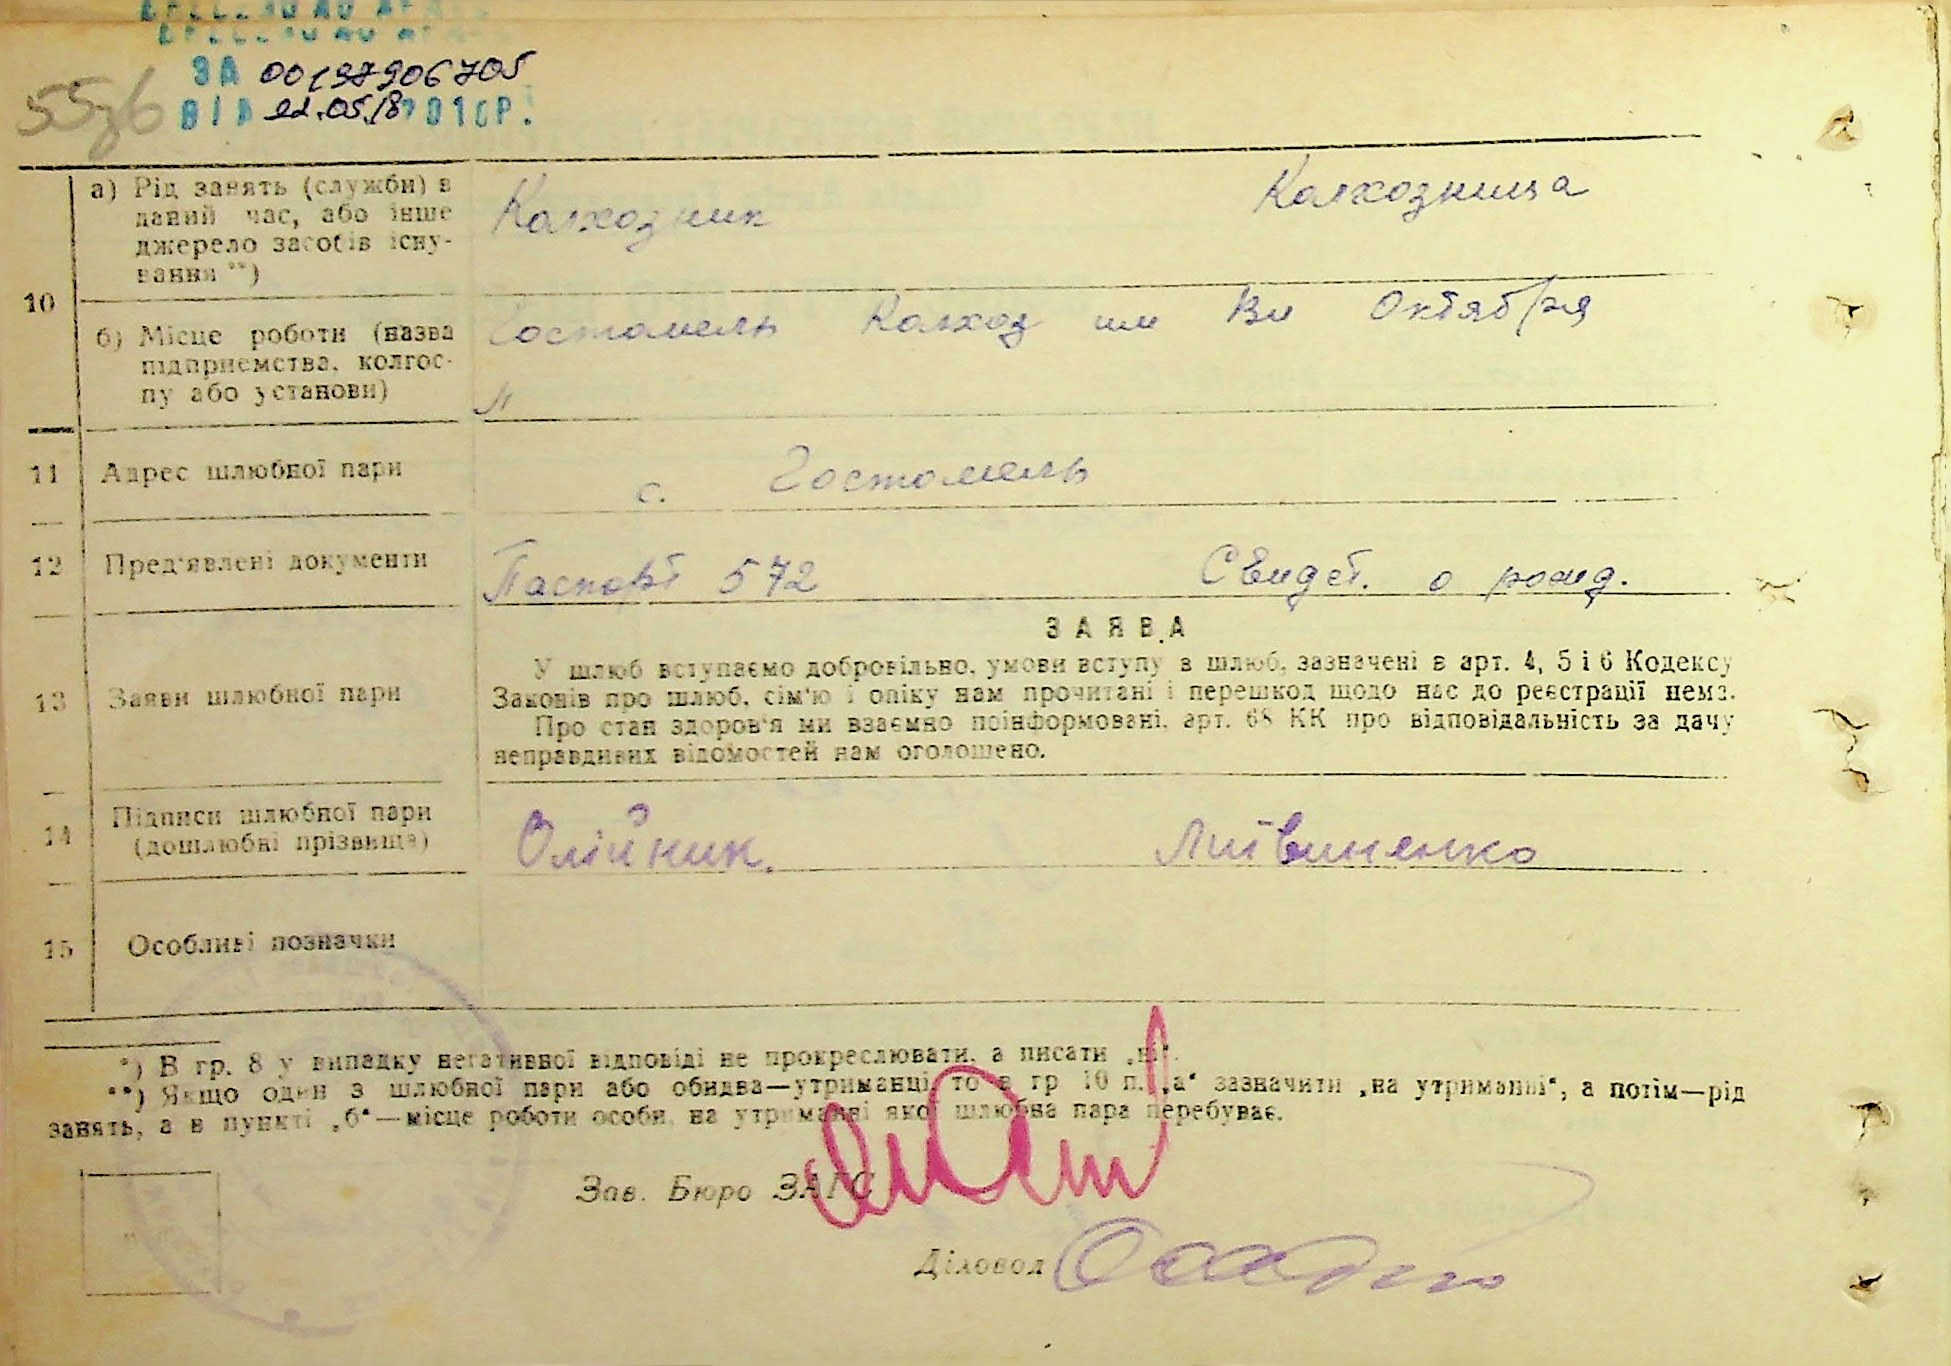 ЗА 00197906705
ВІД 22.05.18 201 Р.
а) Рід занять (служби) в
даний час, або інше
джерело засобів існу-
вання **)
Колхозник Колхозница
10
б) Місце роботи (назва
підприємства, колгос-
пу або установи)
Гостомель Колхоз им Октября
"
11 Адрес шлюбної пари с. Гостомель
12 Пред'явлені документи Паспорт 572 Свидет. о рожд.
ЗАЯВА
13 Заяви шлюбної пари
У шлюб вступаємо добровільно, умови вступу в шлюб, зазначені в арт. 4, 5 і 6 Кодексу
Законів про шлюб, сім'ю і опіку нам прочитані і перешкод щодо нас до реєстрації нема.
Про стан здоров'я ми взаємно поінформовані, арт. 68 КК про відповідальність за дачу
неправдивих відомостей нам оголошено.
14 Підписи шлюбної пари
(дошлюбні прізвища)
Олійник. Литвиненко
15 Особливі позначки
*) В гр. 8 у випадку негативної відповіді не прокреслювати, а писати „ні“.
**) Якщо один з шлюбної пари або обидва—утриманці, то в гр 10 п. „а“ зазначити „на утриманні“, а потім—рід
занять, а в пункті „б“—місце роботи особи, на утриманні якої шлюбна пара перебуває.
Зав. Бюро ЗАГС
Діловод